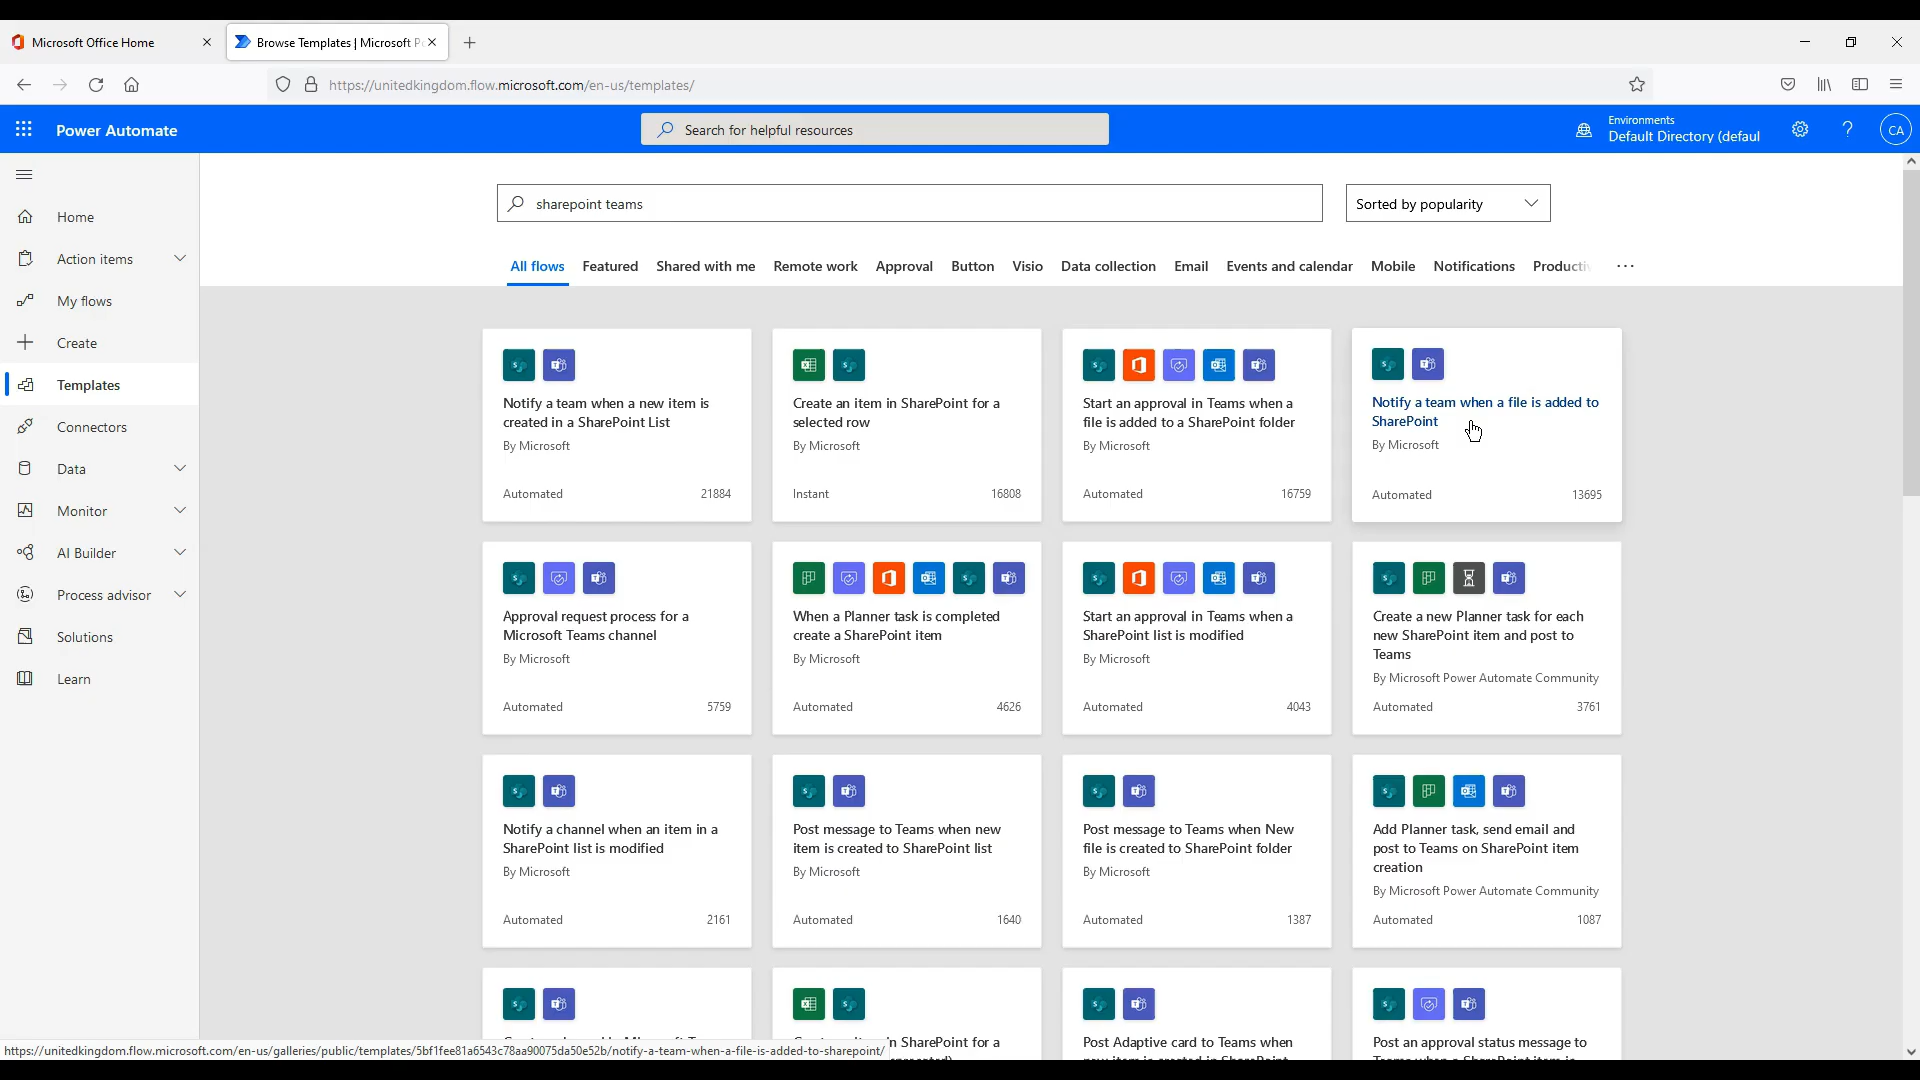 Microsoft Office Home
Browse Templates | Microsoft P
https://unitedkingdom.flow.microsoft.com/en-us/templates/
Power Automate
Search for helpful resources
Environments
Default Directory (defaul
?
CA
Home
Action items
My flows
Create
Templates
Connectors
Data
Monitor
AI Builder
Process advisor
Solutions
Learn
sharepoint teams
Sorted by popularity
All flows Featured Shared with me Remote work Approval Button Visio Data collection Email Events and calendar Mobile Notifications Producti ...
Notify a team when a new item is
created in a SharePoint List
By Microsoft
Automated 21884
Create an item in SharePoint for a
selected row
By Microsoft
Instant 16808
Start an approval in Teams when a
file is added to a SharePoint folder
By Microsoft
Automated 16759
Notify a team when a file is added to
SharePoint
By Microsoft
Automated 13695
Approval request process for a
Microsoft Teams channel
By Microsoft
Automated 5759
When a Planner task is completed
create a SharePoint item
By Microsoft
Automated 4626
Start an approval in Teams when a
SharePoint list is modified
By Microsoft
Automated 4043
Create a new Planner task for each
new SharePoint item and post to
Teams
By Microsoft Power Automate Community
Automated 3761
Notify a channel when an item in a
SharePoint list is modified
By Microsoft
Automated 2161
Post message to Teams when new
item is created to SharePoint list
By Microsoft
Automated 1640
Post message to Teams when New
file is created to SharePoint folder
By Microsoft
Automated 1387
Add Planner task, send email and
post to Teams on SharePoint item
creation
By Microsoft Power Automate Community
Automated 1087
n SharePoint for a
Post Adaptive card to Teams when
new item is created in SharePoint
Post an approval status message to
Teams when a SharePoint item is
https://unitedkingdom.flow.microsoft.com/en-us/galleries/public/templates/5bf1fee81a6543c78aa90075da50e52b/notify-a-team-when-a-file-is-added-to-sharepoint/